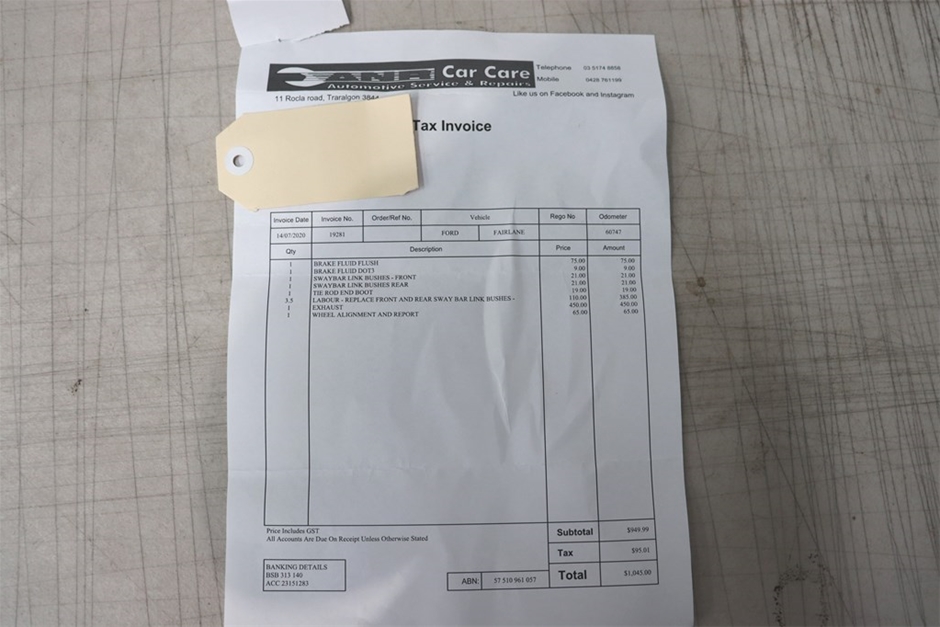 Car Care
Automotive Service & Repairs
Telephone 03 5174 8858
Mobile 0428 761199
11 Rocla road, Traralgon 3844
Like us on Facebook and Instagram
Tax Invoice
Invoice Date Invoice No. Order/Ref No. Vehicle Rego No Odometer
14/07/2020 19281 FORD FAIRLANE 60747
Qty Description Price Amount
1 BRAKE FLUID FLUSH 75.00 75.00
1 BRAKE FLUID DOT3 9.00 9.00
1 SWAYBAR LINK BUSHES - FRONT 21.00 21.00
1 SWAYBAR LINK BUSHES REAR 21.00 21.00
1 TIE ROD END BOOT 19.00 19.00
3.5 LABOUR - REPLACE FRONT AND REAR SWAY BAR LINK BUSHES - 110.00 385.00
1 EXHAUST 450.00 450.00
1 WHEEL ALIGNMENT AND REPORT 65.00 65.00
Price Includes GST
All Accounts Are Due On Receipt Unless Otherwise Stated
Subtotal $949.99
Tax $95.01
Total $1,045.00
BANKING DETAILS
BSB 313 140
ACC 23151283
ABN: 57 510 961 057